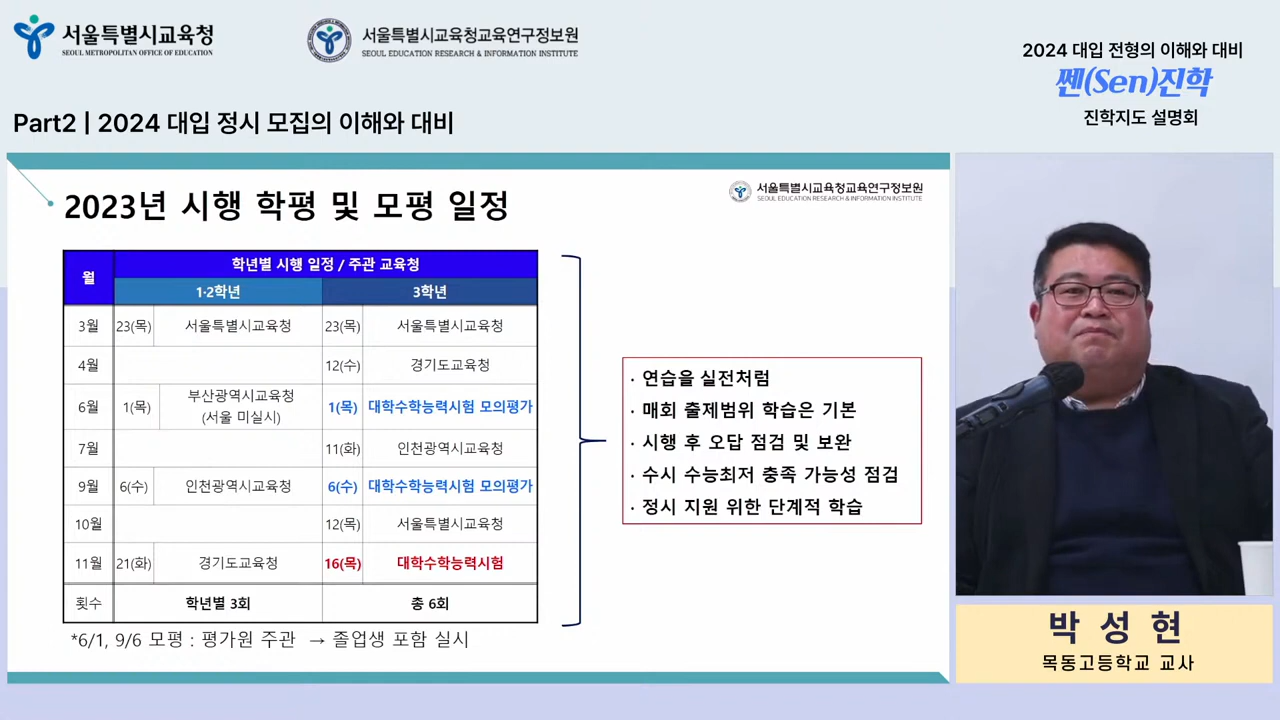 서울특별시교육청
SEOUL METROPOLITAN OFFICE OF EDUCATION
서울특별시교육청교육연구정보원
SEOUL EDUCATION RESEARCH & INFORMATION INSTITUTE
2024 대입 전형의 이해와 대비
쎈(Sen)진학
진학지도 설명회
Part2 | 2024 대입 정시 모집의 이해와 대비
2023년 시행 학평 및 모평 일정
서울특별시교육청교육연구정보원
SEOUL EDUCATION RESEARCH & INFORMATION INSTITUTE
월 학년별 시행 일정 / 주관 교육청
1·2학년 3학년
3월 23(목) 서울특별시교육청 23(목) 서울특별시교육청
4월 12(수) 경기도교육청
6월 1(목) 부산광역시교육청 1(목) 대학수학능력시험 모의평가
(서울 미실시)
7월 11(화) 인천광역시교육청
9월 6(수) 인천광역시교육청 6(수) 대학수학능력시험 모의평가
10월 12(목) 서울특별시교육청
11월 21(화) 경기도교육청 16(목) 대학수학능력시험
횟수 학년별 3회 총 6회
*6/1, 9/6 모평 : 평가원 주관 → 졸업생 포함 실시
· 연습을 실전처럼
· 매회 출제범위 학습은 기본
· 시행 후 오답 점검 및 보완
· 수시 수능최저 충족 가능성 점검
· 정시 지원 위한 단계적 학습
박 성 현
목동고등학교 교사